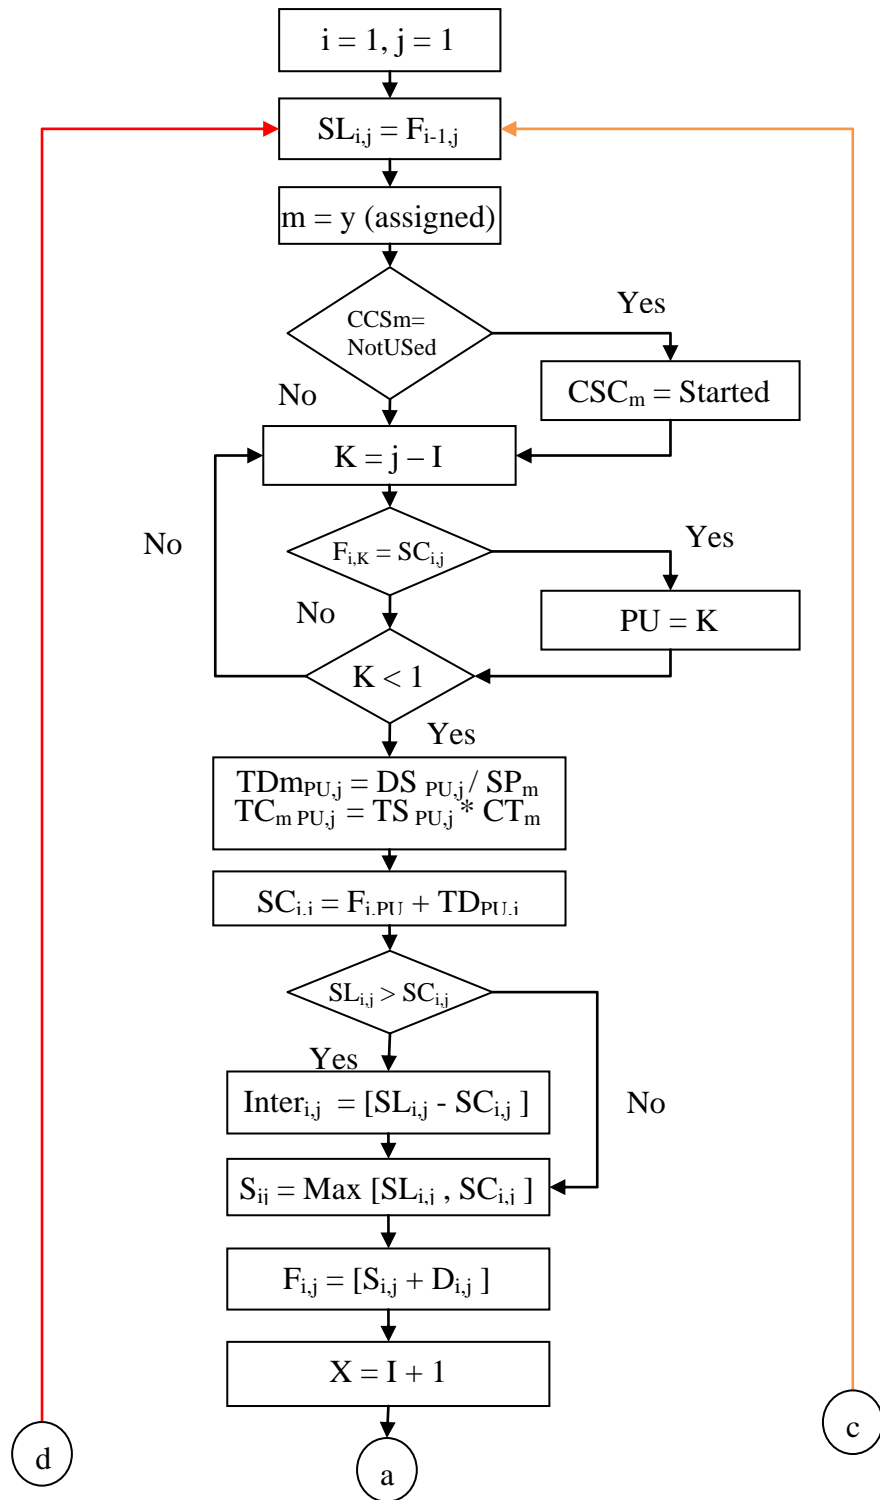 i = 1, j = 1
SLi,j = Fi-1,j
m = y (assigned)
CCSm=
NotUSed
Yes
No
CSCm = Started
K = j – I
No
Fi,K = SCi,j
Yes
No
PU = K
K < 1
Yes
TDmPU,j = DS PU,j / SPm
TCm PU,j = TS PU,j * CTm
SCi,j = Fi,PU + TDPU,j
SLi,j > SCi,j
Yes
No
Interi,j = [SLi,j - SCi,j ]
Sij = Max [SLi,j , SCi,j ]
Fi,j = [Si,j + Di,j ]
X = I + 1
d
a
c